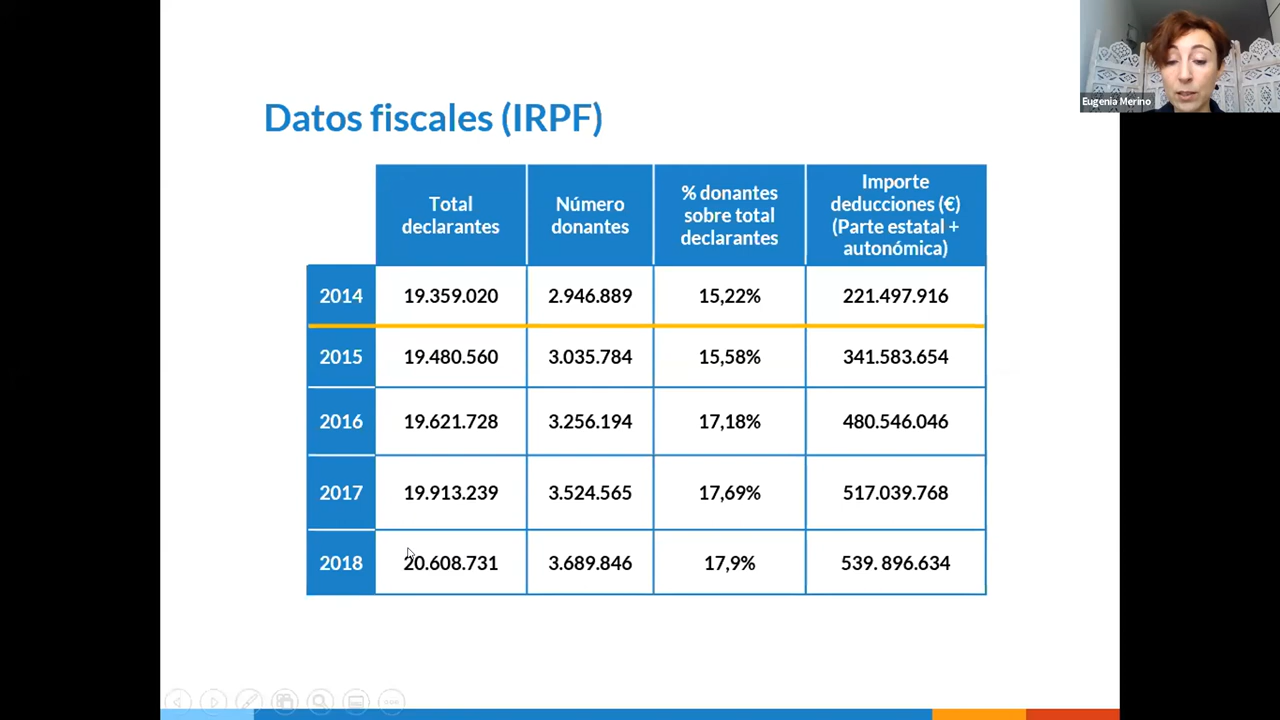 Eugenia Merino
Datos fiscales (IRPF)
Total
declarantes
Número
donantes
% donantes
sobre total
declarantes
Importe
deducciones (€)
(Parte estatal +
autonómica)
2014 19.359.020 2.946.889 15,22% 221.497.916
2015 19.480.560 3.035.784 15,58% 341.583.654
2016 19.621.728 3.256.194 17,18% 480.546.046
2017 19.913.239 3.524.565 17,69% 517.039.768
2018 20.608.731 3.689.846 17,9% 539. 896.634